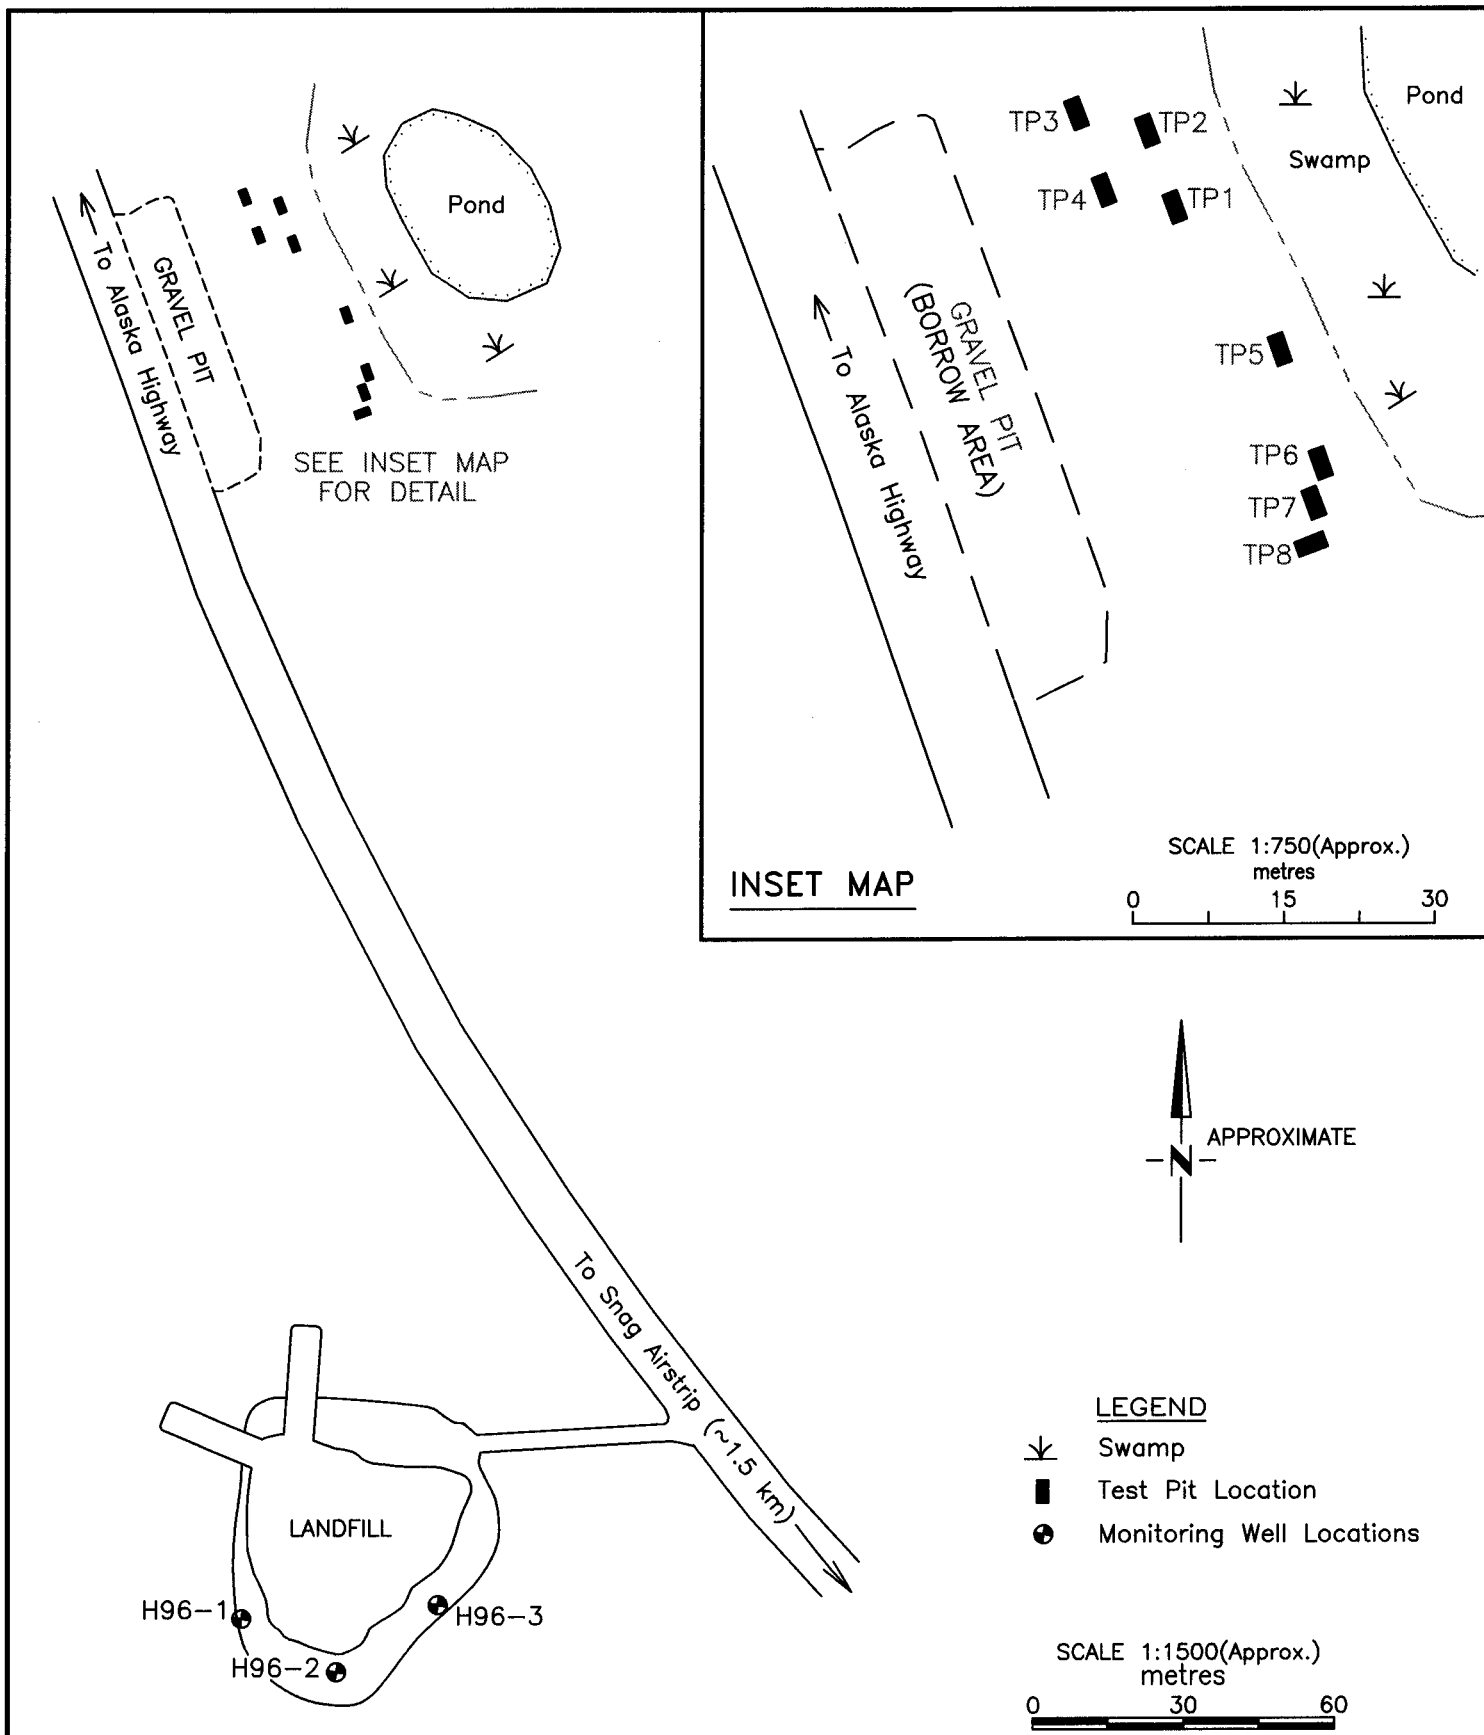 Pond
To Alaska Highway
GRAVEL PIT
SEE INSET MAP
FOR DETAIL
TP3
TP2
TP4
TP1
Pond
Swamp
GRAVEL PIT
(BORROW AREA)
To Alaska Highway
TP5
TP6
TP7
TP8
SCALE 1:750(Approx.)
metres
0 15 30
INSET MAP
N
APPROXIMATE
To Snag Airstrip (~1.5 km)
LANDFILL
H96-1
H96-2
H96-3
LEGEND
Swamp
Test Pit Location
Monitoring Well Locations
SCALE 1:1500(Approx.)
metres
0 30 60